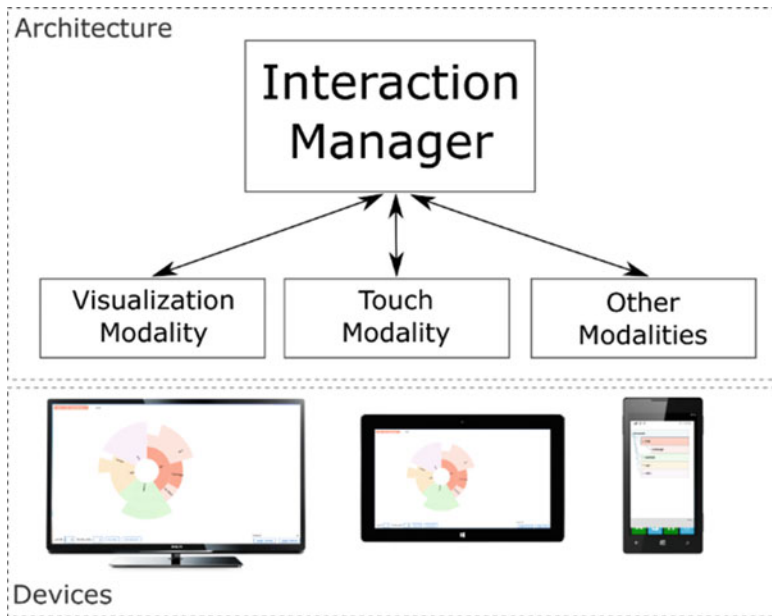 Architecture
Interaction
Manager
Visualization
Modality
Touch
Modality
Other
Modalities
Devices